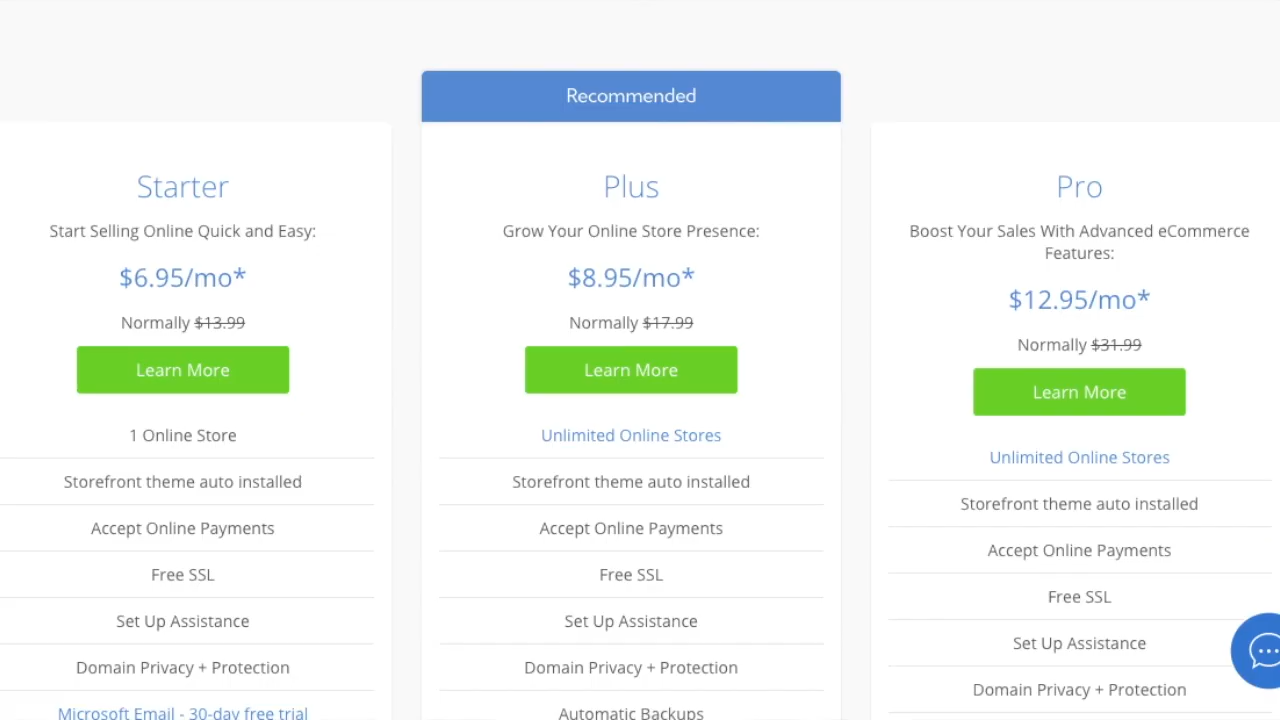 Recommended
Starter
Start Selling Online Quick and Easy:
$6.95/mo*
Normally $13.99
Learn More
1 Online Store
Storefront theme auto installed
Accept Online Payments
Free SSL
Set Up Assistance
Domain Privacy + Protection
Microsoft Email - 30-day free trial
Plus
Grow Your Online Store Presence:
$8.95/mo*
Normally $17.99
Learn More
Unlimited Online Stores
Storefront theme auto installed
Accept Online Payments
Free SSL
Set Up Assistance
Domain Privacy + Protection
Automatic Backups
Pro
Boost Your Sales With Advanced eCommerce
Features:
$12.95/mo*
Normally $31.99
Learn More
Unlimited Online Stores
Storefront theme auto installed
Accept Online Payments
Free SSL
Set Up Assistance
Domain Privacy + Protection